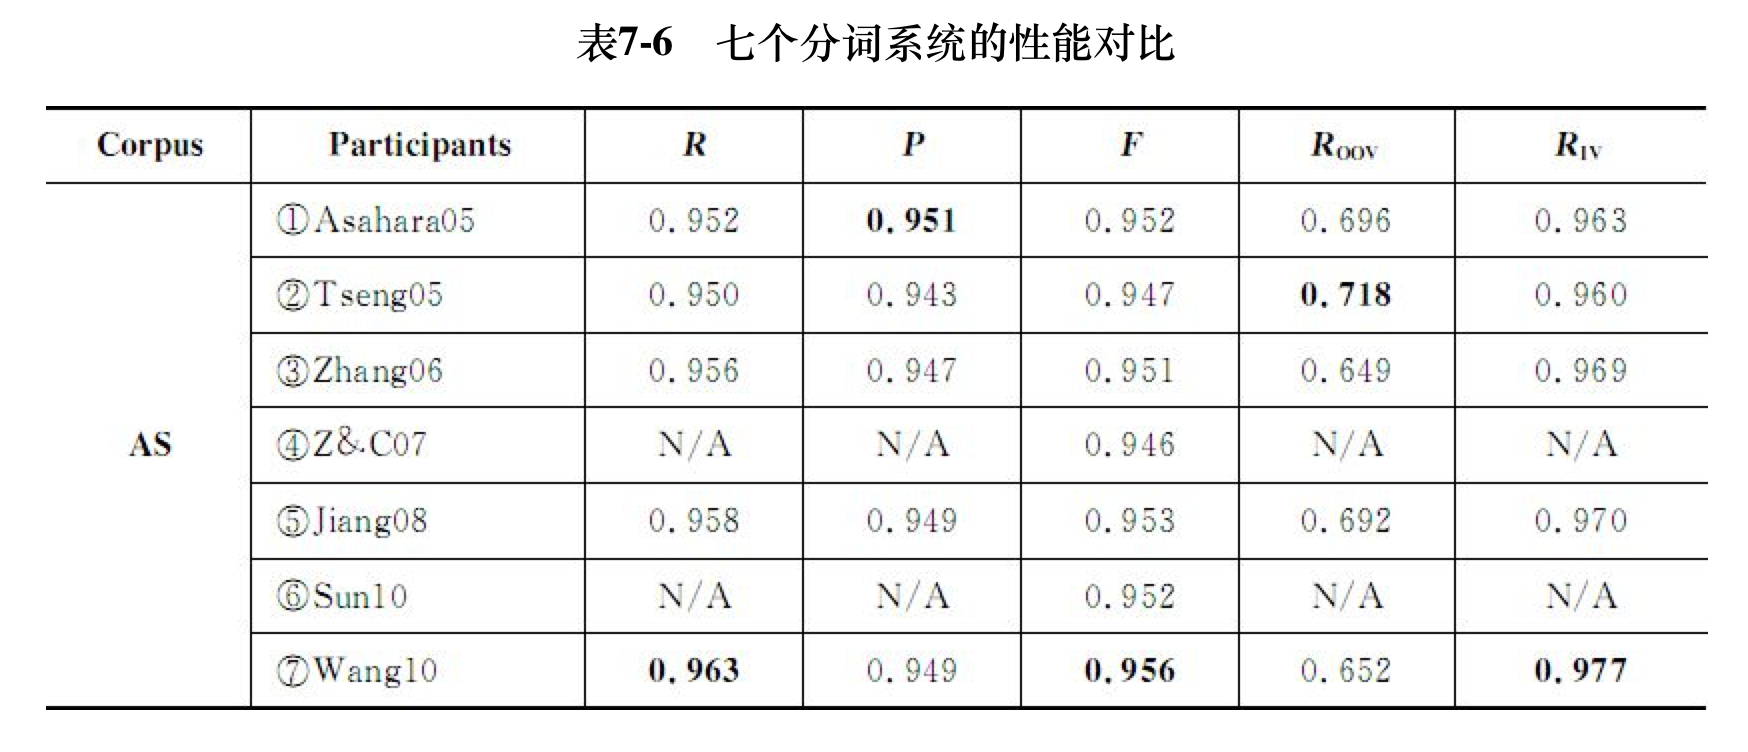 表7-6 七个分词系统的性能对比
Corpus Participants R P F R_OOV R_IV
①Asahara05 0.952 0.951 0.952 0.696 0.963
②Tseng05 0.950 0.943 0.947 0.718 0.960
③Zhang06 0.956 0.947 0.951 0.649 0.969
AS ④Z&C07 N/A N/A 0.946 N/A N/A
⑤Jiang08 0.958 0.949 0.953 0.692 0.970
⑥Sun10 N/A N/A 0.952 N/A N/A
⑦Wang10 0.963 0.949 0.956 0.652 0.977